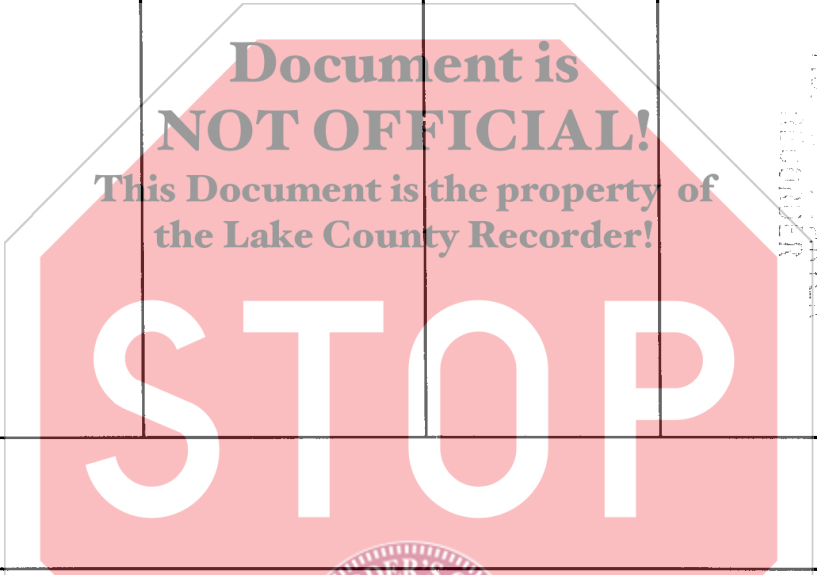 Document is
NOT OFFICIAL!
This Document is the property of
the Lake County Recorder!
STOP